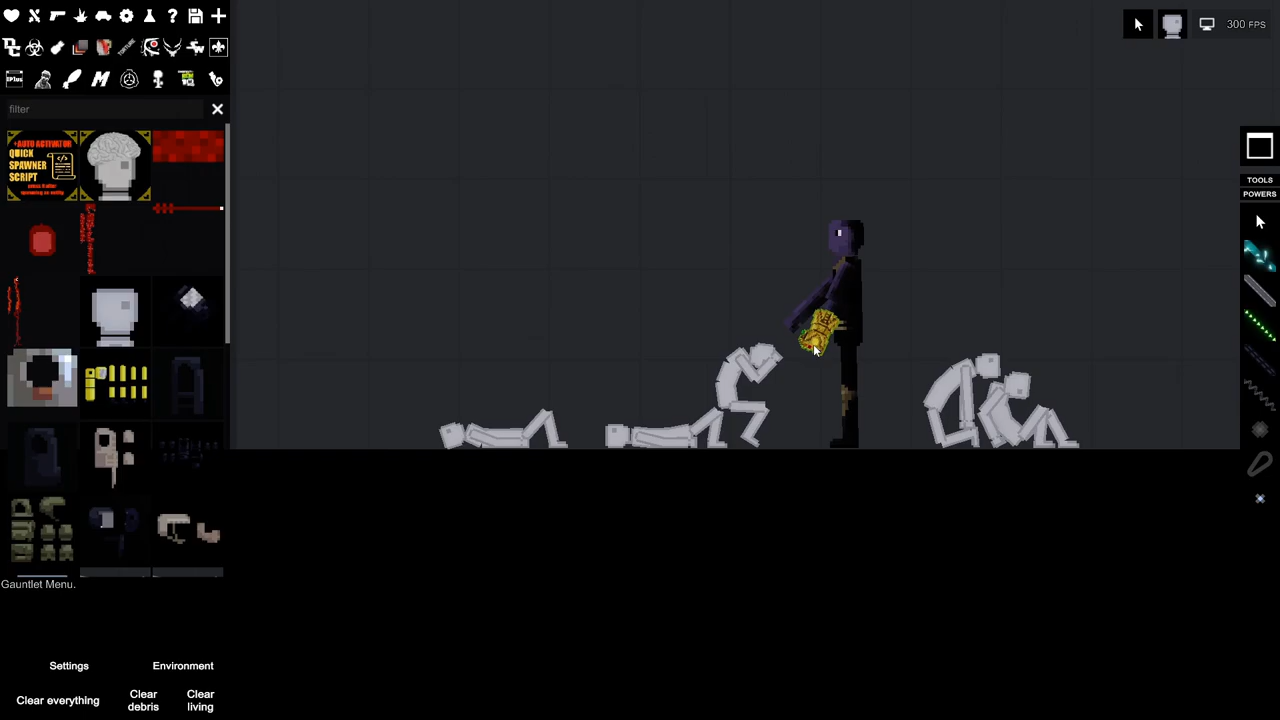 300 FPS
filter
+AUTO ACTIVATOR
QUICK
SPAWNER
SCRIPT
TOOLS
POWERS
Gauntlet Menu.
Settings
Environment
Clear everything
Clear
debris
Clear
living